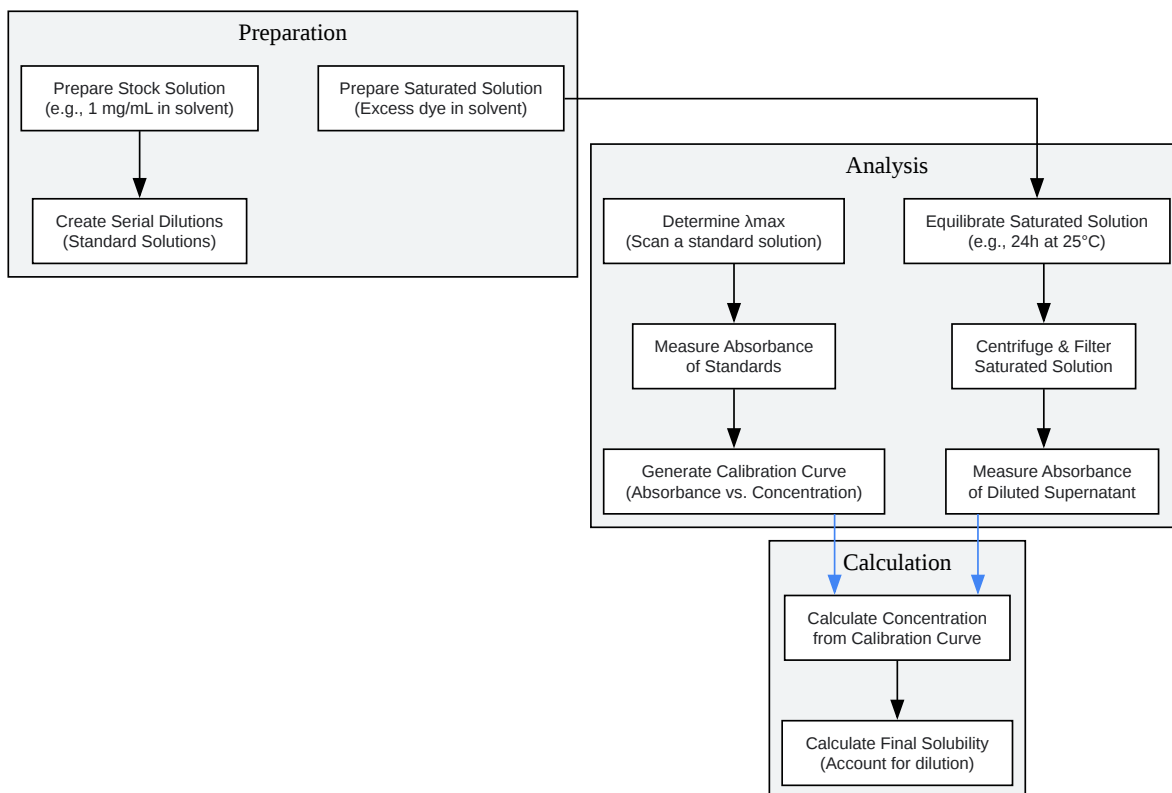 Preparation
Prepare Stock Solution
(e.g., 1 mg/mL in solvent)
Prepare Saturated Solution
(Excess dye in solvent)
Create Serial Dilutions
(Standard Solutions)
Analysis
Determine λmax
(Scan a standard solution)
Equilibrate Saturated Solution
(e.g., 24h at 25°C)
Measure Absorbance
of Standards
Centrifuge & Filter
Saturated Solution
Generate Calibration Curve
(Absorbance vs. Concentration)
Measure Absorbance
of Diluted Supernatant
Calculation
Calculate Concentration
from Calibration Curve
Calculate Final Solubility
(Account for dilution)